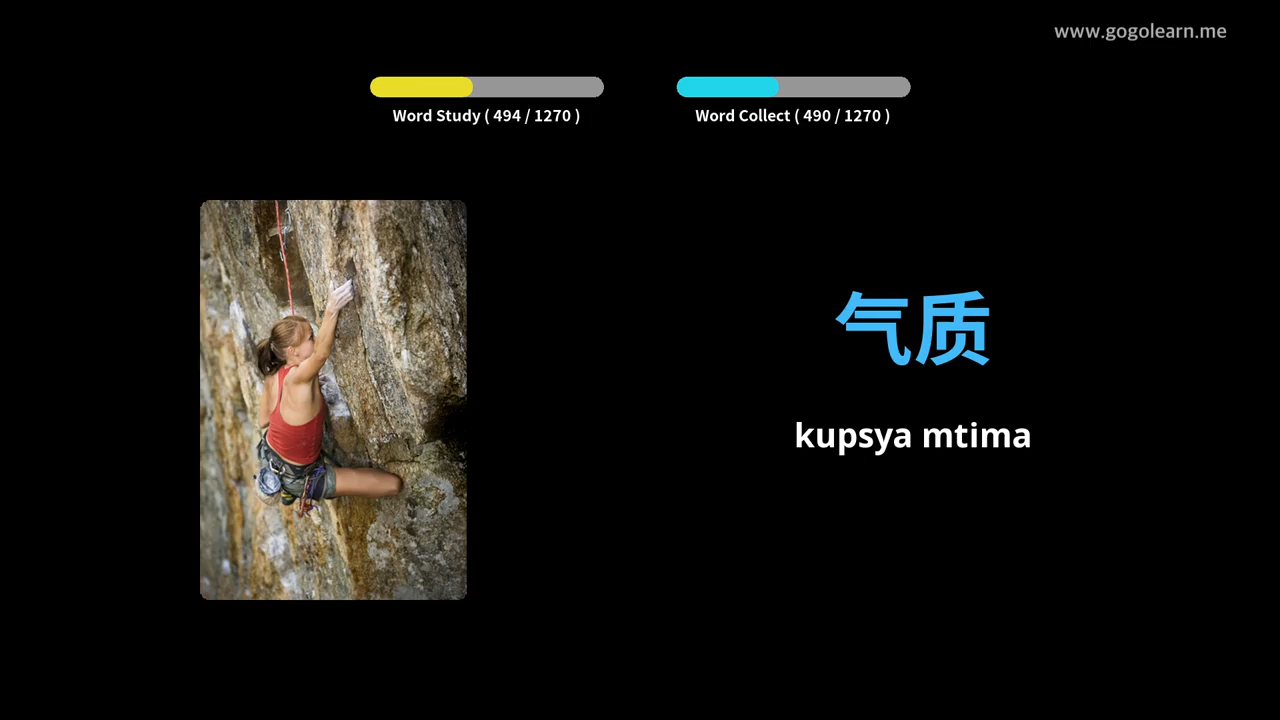 www.gogolearn.me
Word Study ( 494 / 1270 )
Word Collect ( 490 / 1270 )
气质
kupsya mtima